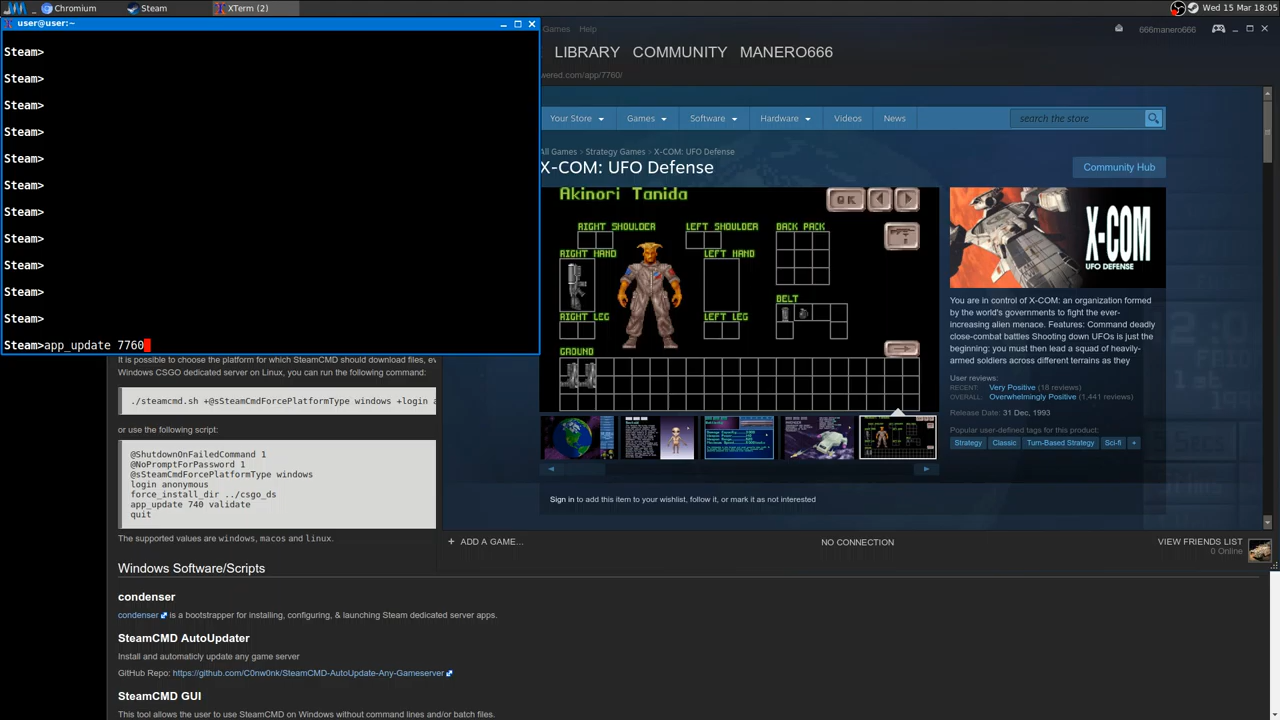 Chromium
Steam
XTerm (2)
Wed 15 Mar 18:05
user@user:~
Steam>
Steam>
Steam>
Steam>
Steam>
Steam>
Steam>
Steam>
Steam>
Steam>
Steam>
Steam>app_update 7760
Games Help
666manero666
LIBRARY COMMUNITY MANERO666
wered.com/app/7760/
Your Store Games Software Hardware Videos News
search the store
All Games > Strategy Games > X-COM: UFO Defense
X-COM: UFO Defense
Community Hub
Akinori Tanida
OK
RIGHT SHOULDER
LEFT SHOULDER
BACK PACK
RIGHT HAND
LEFT HAND
BELT
RIGHT LEG
LEFT LEG
GROUND
X-COM
UFO DEFENSE
You are in control of X-COM: an organization formed
by the world's governments to fight the ever-
increasing alien menace. Features: Command deadly
close-combat battles Shooting down UFOs is just the
beginning: you must then lead a squad of heavily-
armed soldiers across different terrains as they
User reviews:
RECENT: Very Positive (16 reviews)
OVERALL: Overwhelmingly Positive (1,441 reviews)
Release Date: 31 Dec, 1993
Popular user-defined tags for this product:
Strategy Classic Turn-Based Strategy Sci-fi +
Sign in to add this item to your wishlist, follow it, or mark it as not interested
+ ADD A GAME...
NO CONNECTION
VIEW FRIENDS LIST
0 Online
It is possible to choose the platform for which SteamCMD should download files, ev
Windows CSGO dedicated server on Linux, you can run the following command:
./steamcmd.sh +@sSteamCmdForcePlatformType windows +login a
or use the following script:
@ShutdownOnFailedCommand 1
@NoPromptForPassword 1
@sSteamCmdForcePlatformType windows
login anonymous
force_install_dir ../csgo_ds
app_update 740 validate
quit
The supported values are windows, macos and linux.
Windows Software/Scripts
condenser
condenser is a bootstrapper for installing, configuring, & launching Steam dedicated server apps.
SteamCMD AutoUpdater
Install and automaticly update any game server
GitHub Repo: https://github.com/C0nw0nk/SteamCMD-AutoUpdate-Any-Gameserver
SteamCMD GUI
This tool allows the user to use SteamCMD on Windows without command lines and/or batch files.